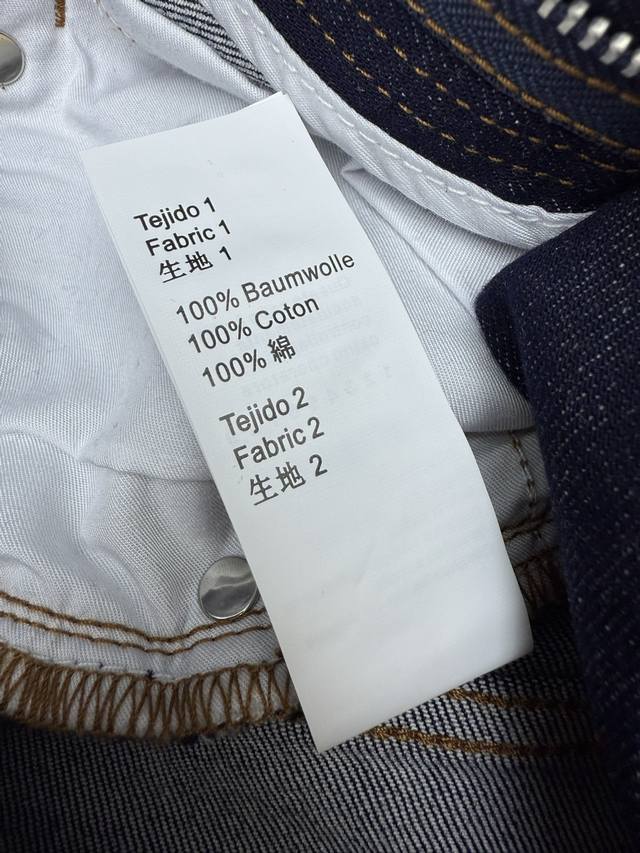 Tejido 1
Fabric 1
生地 1
100% Baumwolle
100% Coton
100% 綿
Tejido 2
Fabric 2
生地 2